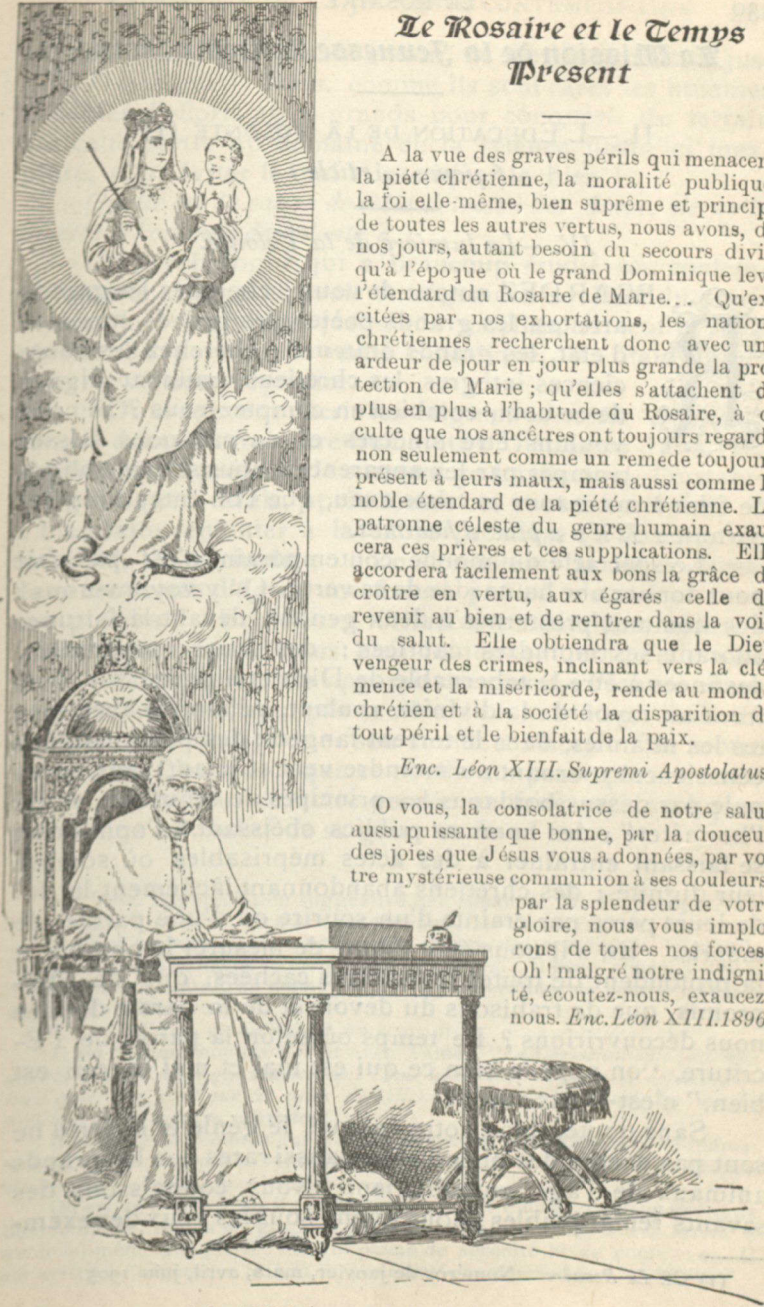 Le Rosaire et le Temps
Présent
A la vue des graves périls qui menacen
la piété chrétienne, la moralité publiqu
la foi elle-même, bien suprême et princip
de toutes les autres vertus, nous avons, d
nos jours, autant besoin du secours divi
qu'à l'époque où le grand Dominique lev
l'étendard du Rosaire de Marie... Qu'ex
citées par nos exhortations, les nation
chrétiennes recherchent donc avec un
ardeur de jour en jour plus grande la pro
tection de Marie ; qu'elles s'attachent d
plus en plus à l'habitude du Rosaire, à c
culte que nos ancêtres ont toujours regard
non seulement comme un remede toujour
présent à leurs maux, mais aussi comme l
noble étendard de la piété chrétienne. L
patronne céleste du genre humain exau
cera ces prières et ces supplications. Ell
accordera facilement aux bons la grâce d
croître en vertu, aux égarés celle d
revenir au bien et de rentrer dans la voi
du salut. Elle obtiendra que le Die
vengeur des crimes, inclinant vers la clé
mence et la miséricorde, rende au mond
chrétien et à la société la disparition d
tout péril et le bienfait de la paix.
Enc. Léon XIII. Supremi Apostolatus
O vous, la consolatrice de notre salu
aussi puissante que bonne, par la douceu
des joies que Jésus vous a données, par vo
tre mystérieuse communion à ses douleurs
par la splendeur de votr
gloire, nous vous implo
rons de toutes nos forces
Oh ! malgré notre indigni
té, écoutez-nous, exaucez
nous. Enc. Léon XIII. 1896